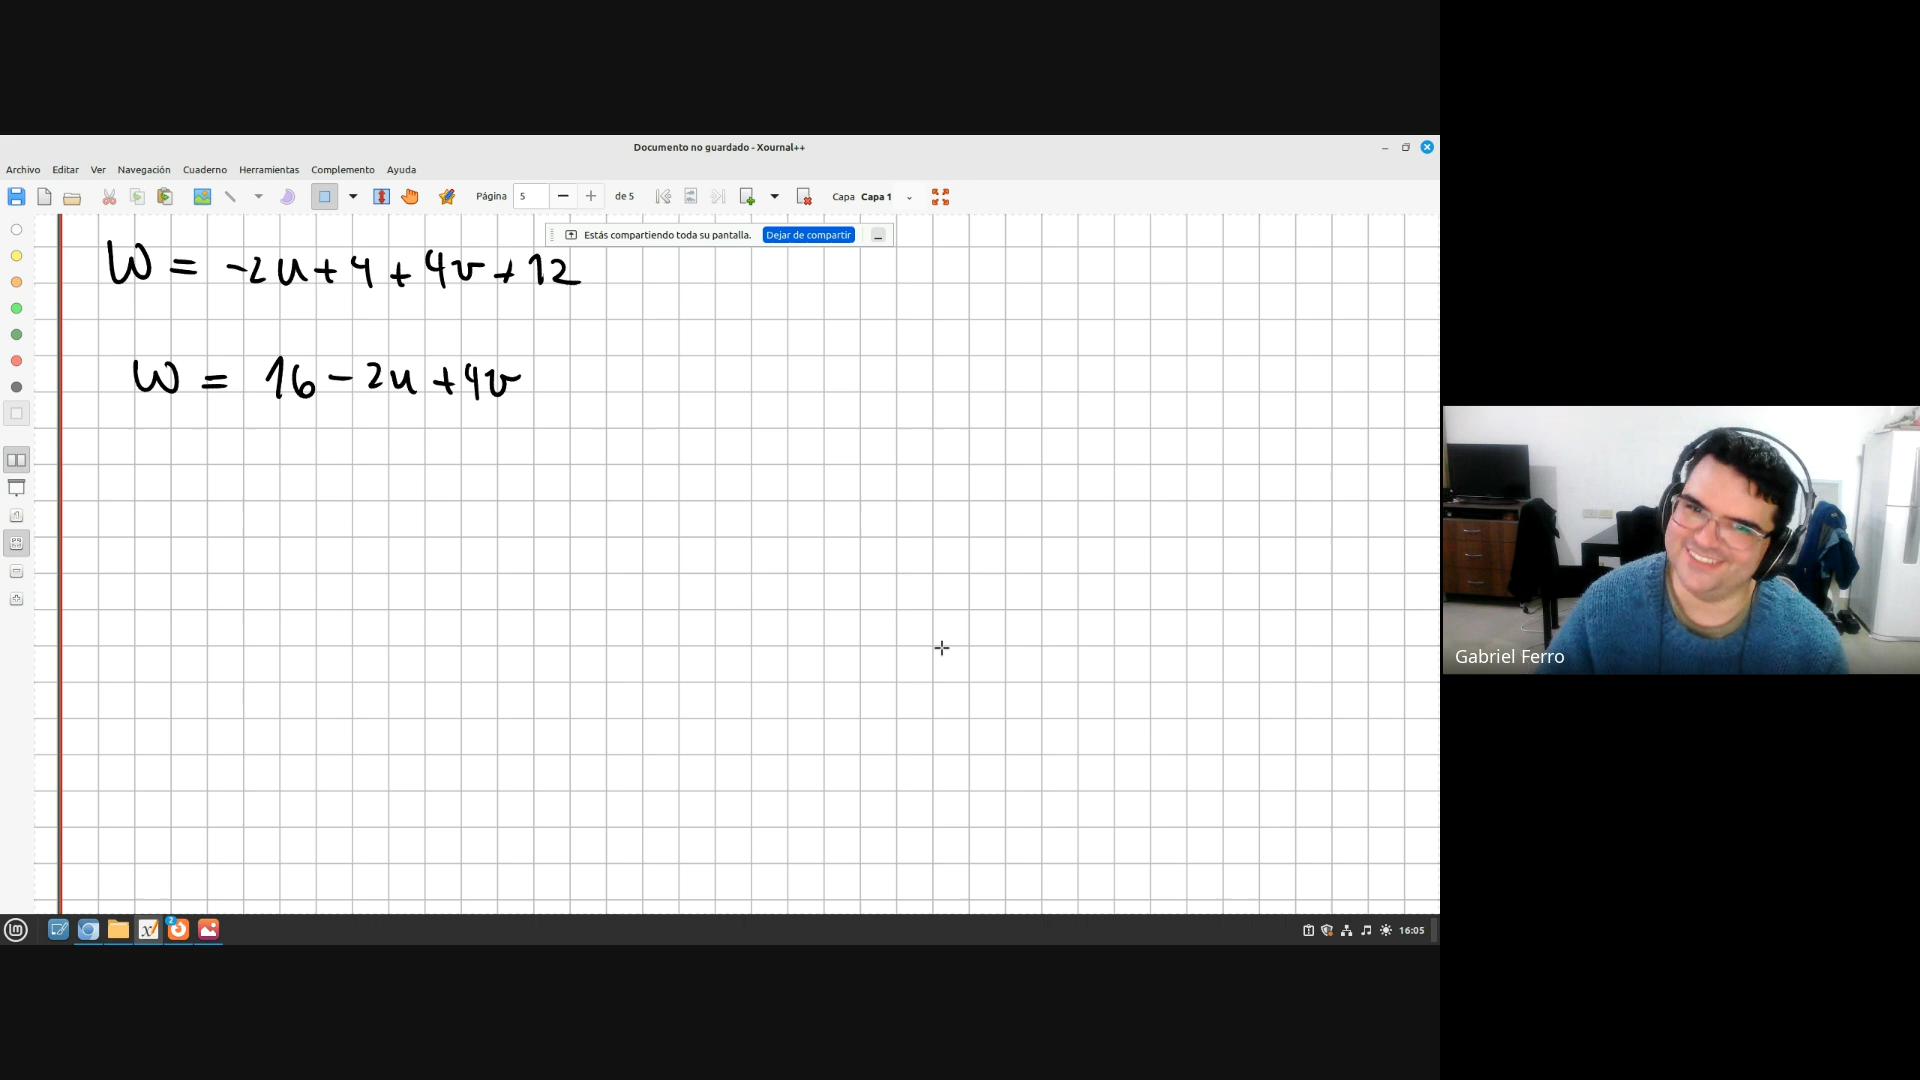 Documento no guardado - Xournal++
Archivo Editar Ver Navegación Cuaderno Herramientas Complemento Ayuda
Página 5 de 5 Capa Capa 1
Estás compartiendo toda su pantalla. Dejar de compartir
W = -2u + 4 + 4v + 12
W = 16 - 2u + 4v
Gabriel Ferro
2
16:05